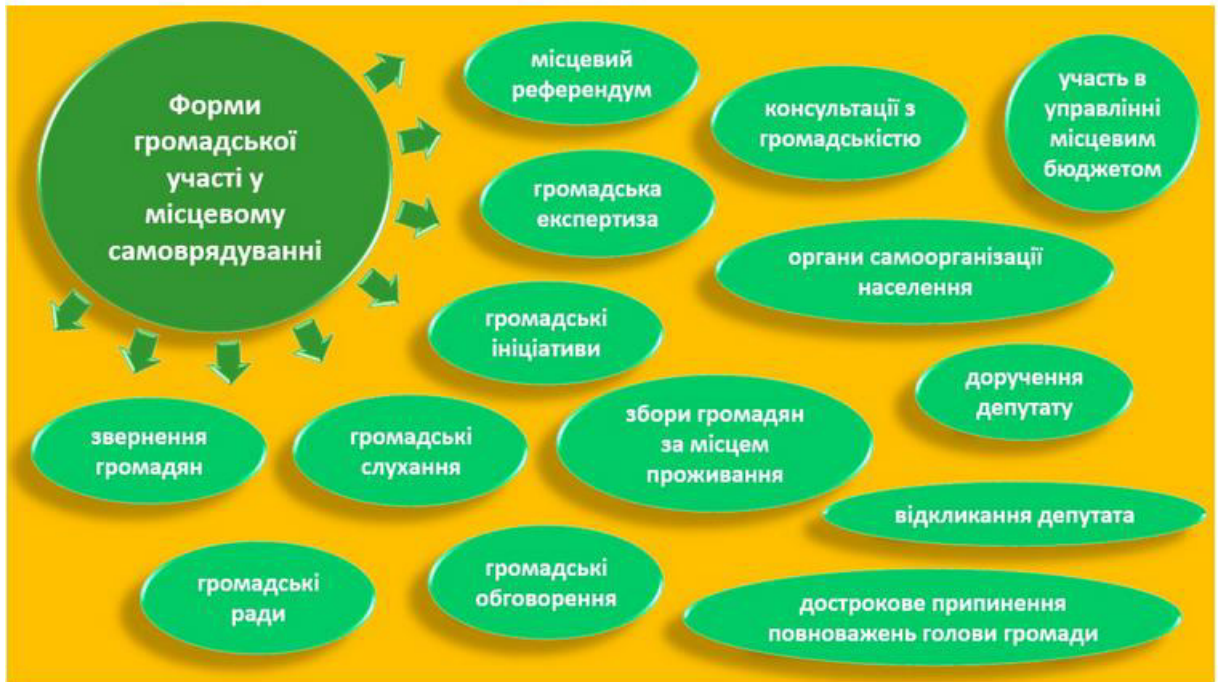 Форми
громадської
участі у
місцевому
самоврядуванні
місцевий
референдум
консультації з
громадськістю
участь в
управлінні
місцевим
бюджетом
громадська
експертиза
органи самоорганізації
населення
громадські
ініціативи
доручення
депутату
звернення
громадян
громадські
слухання
збори громадян
за місцем
проживання
відкликання депутата
громадські
ради
громадські
обговорення
дострокове припинення
повноважень голови громади